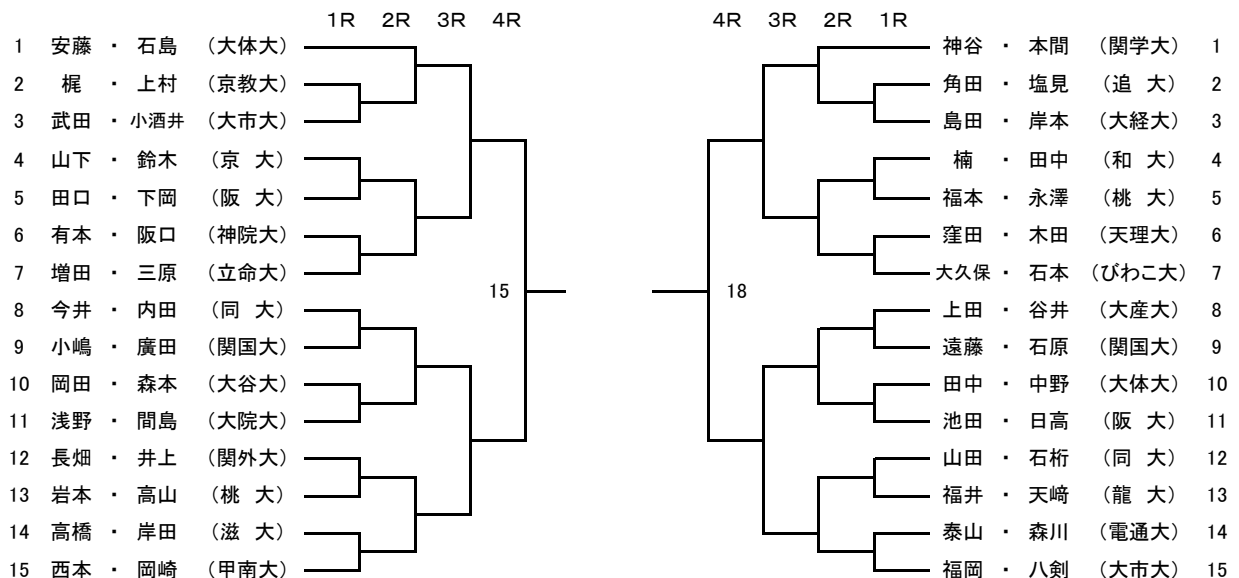 1R 2R 3R 4R
1 安藤 ・ 石島 (大体大)
2 梶 ・ 上村 (京教大)
3 武田 ・ 小酒井 (大市大)
4 山下 ・ 鈴木 (京 大)
5 田口 ・ 下岡 (阪 大)
6 有本 ・ 阪口 (神院大)
7 増田 ・ 三原 (立命大)
15
8 今井 ・ 内田 (同 大)
9 小嶋 ・ 廣田 (関国大)
10 岡田 ・ 森本 (大谷大)
11 浅野 ・ 間島 (大院大)
12 長畑 ・ 井上 (関外大)
13 岩本 ・ 高山 (桃 大)
14 高橋 ・ 岸田 (滋 大)
15 西本 ・ 岡崎 (甲南大)
4R 3R 2R 1R
神谷 ・ 本間 (関学大) 1
角田 ・ 塩見 (追 大) 2
島田 ・ 岸本 (大経大) 3
楠 ・ 田中 (和 大) 4
福本 ・ 永澤 (桃 大) 5
窪田 ・ 木田 (天理大) 6
大久保 ・ 石本 (びわこ大) 7
18
上田 ・ 谷井 (大産大) 8
遠藤 ・ 石原 (関国大) 9
田中 ・ 中野 (大体大) 10
池田 ・ 日高 (阪 大) 11
山田 ・ 石桁 (同 大) 12
福井 ・ 天﨑 (龍 大) 13
泰山 ・ 森川 (電通大) 14
福岡 ・ 八剣 (大市大) 15